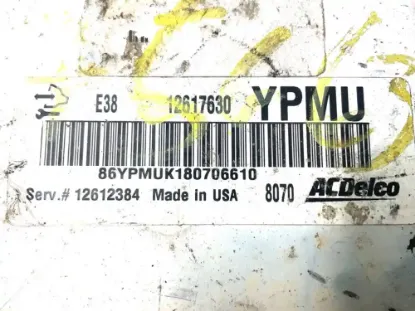 E38 12617630 YPMU
86YPMUK180706610
Serv.# 12612384 Made in USA 8070 ACDelco